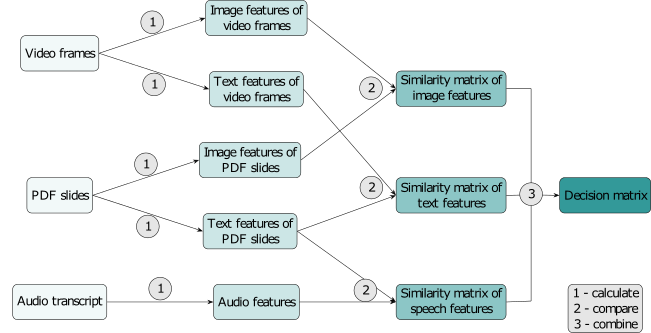 Image features of
video frames
1
Video frames
1
Text features of
video frames
Similarity matrix of
image features
2
Image features of
PDF slides
1
PDF slides
1
Text features of
PDF slides
2
Similarity matrix of
text features
3
Decision matrix
Audio transcript
1
Audio features
2
Similarity matrix of
speech features
1 - calculate
2 - compare
3 - combine